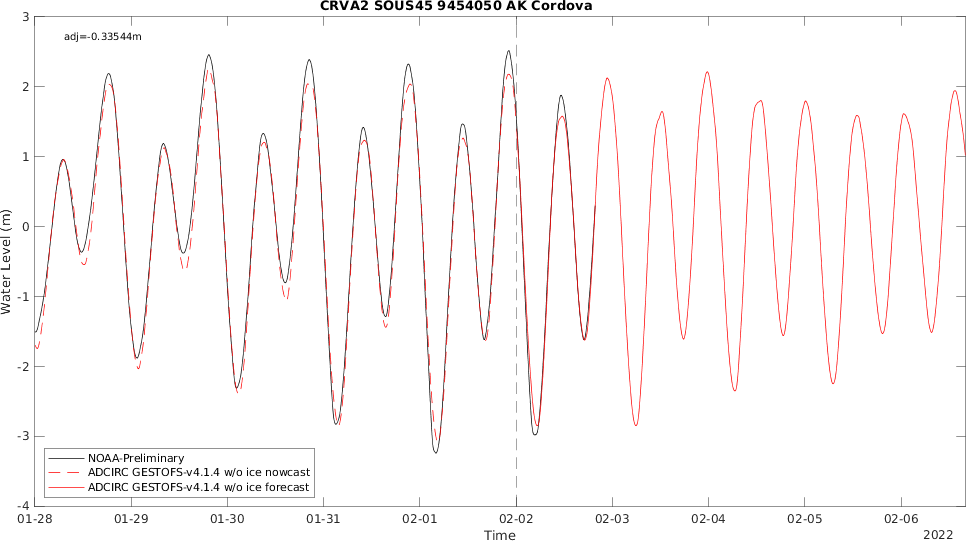 CRVA2 SOUS45 9454050 AK Cordova
adj=-0.33544m
3
2
1
0
-1
-2
-3
-4
Water Level (m)
NOAA-Preliminary
ADCIRC GESTOFS-v4.1.4 w/o ice nowcast
ADCIRC GESTOFS-v4.1.4 w/o ice forecast
01-28 01-29 01-30 01-31 02-01 02-02 02-03 02-04 02-05 02-06
Time
2022